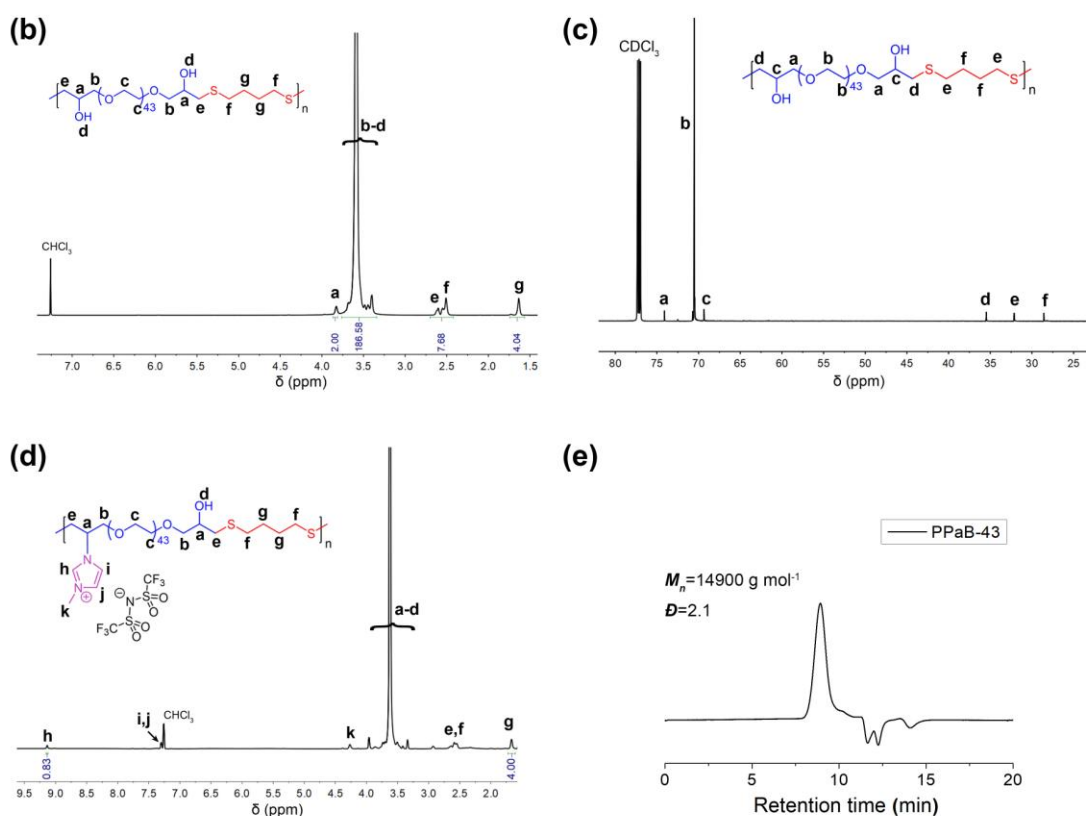 (b)
d
OH
e
a
b
c
O
43
O
b
a
e
S
f
g
g
f
S
n
OH
d
c
b-d
CHCl3
a
e
f
g
2.00
186.58
7.68
4.04
7.0 6.5 6.0 5.5 5.0 4.5 4.0 3.5 3.0 2.5 2.0 1.5
δ (ppm)
(c)
CDCl3
d
c
a
b
O
O
43
b
O
OH
a
c
d
S
e
f
f
e
S
n
OH
b
a
c
d
e
f
80 75 70 65 60 55 50 45 40 35 30 25
δ (ppm)
(d)
d
OH
e
a
b
c
O
O
43
c
b
a
e
S
f
g
g
f
S
n
N
h
i
N
⊕
j
k
CF3
⊖
O
S
N
O
S
O
F3C
O
a-d
h
i,j
CHCl3
k
e,f
g
0.83
4.00
9.5 9.0 8.5 8.0 7.5 7.0 6.5 6.0 5.5 5.0 4.5 4.0 3.5 3.0 2.5 2.0
δ (ppm)
(e)
PPaB-43
Mn=14900 g mol-1
Đ=2.1
0 5 10 15 20
Retention time (min)